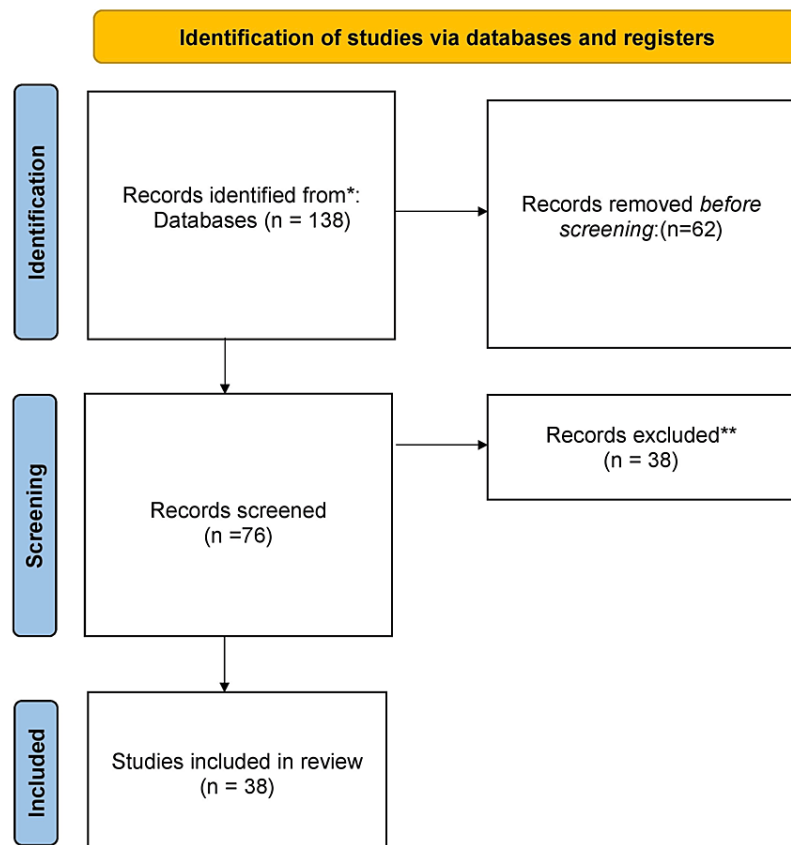 Identification of studies via databases and registers
Identification
Records identified from*:
Databases (n = 138)
Records removed before
screening:(n=62)
Screening
Records screened
(n =76)
Records excluded**
(n = 38)
Included
Studies included in review
(n = 38)